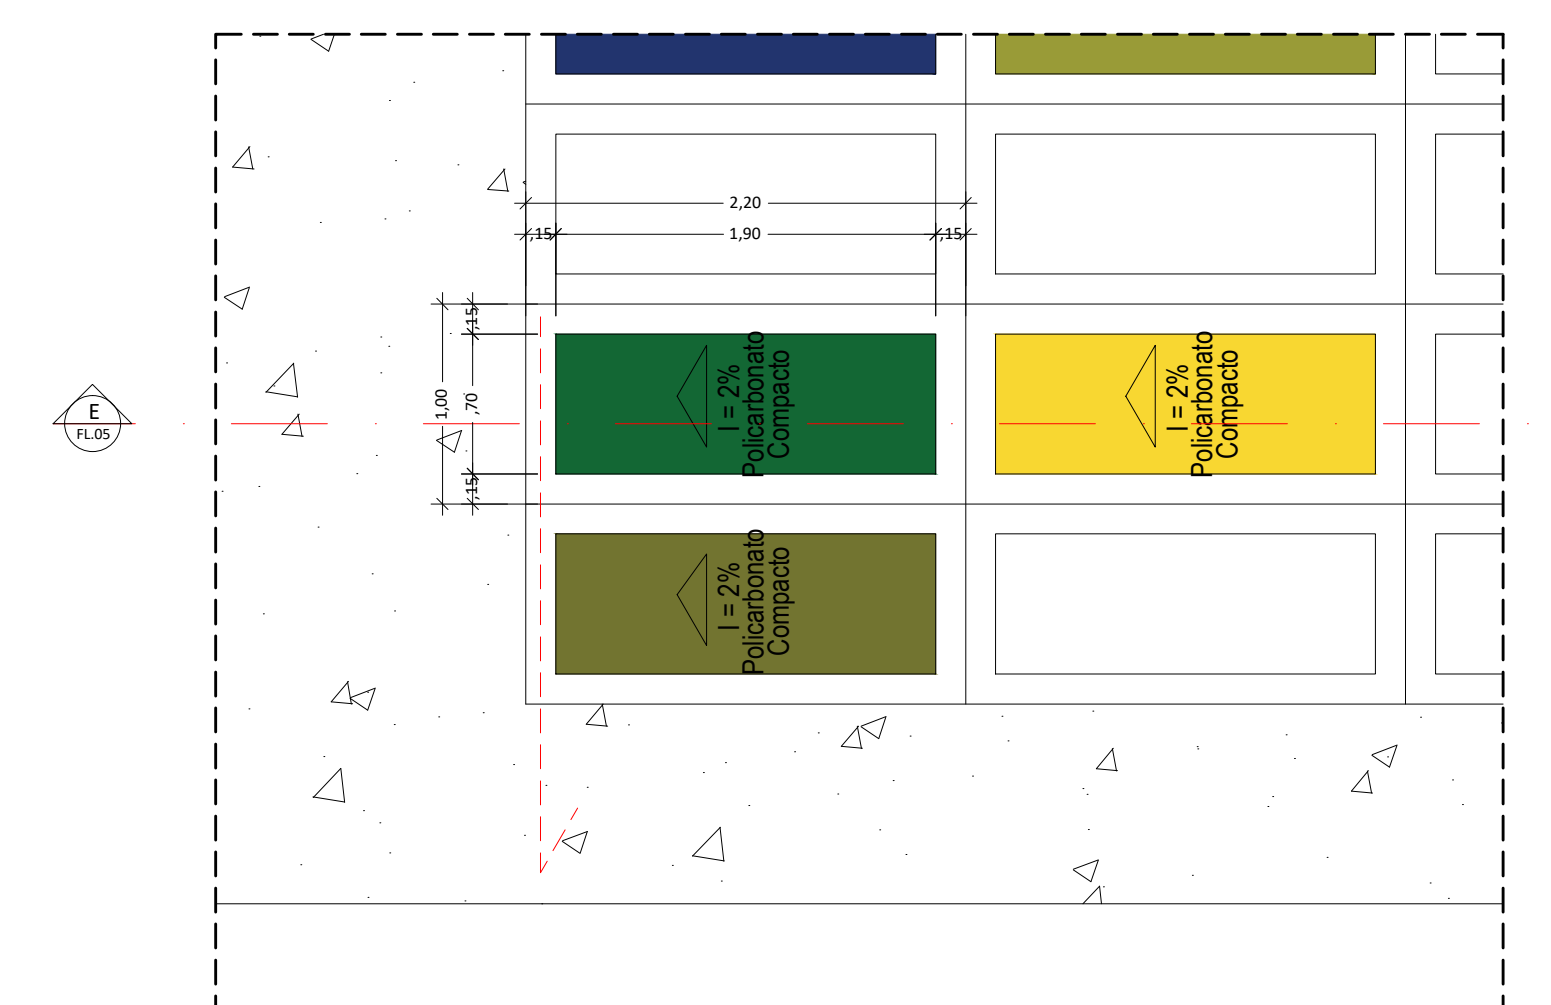 2,20
,15
1,90
,15
,15
1,00
,70
,15
E
FL.05
I = 2%
Policarbonato
Compacto
I = 2%
Policarbonato
Compacto
I = 2%
Policarbonato
Compacto